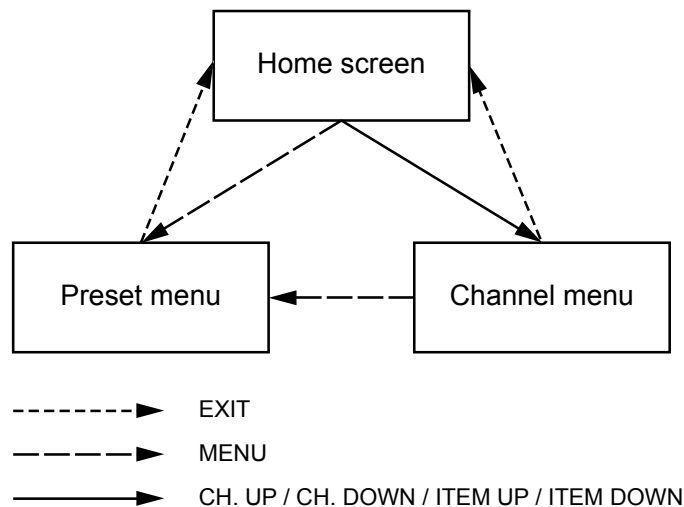 Home screen
Preset menu
Channel menu
EXIT
MENU
CH. UP / CH. DOWN / ITEM UP / ITEM DOWN